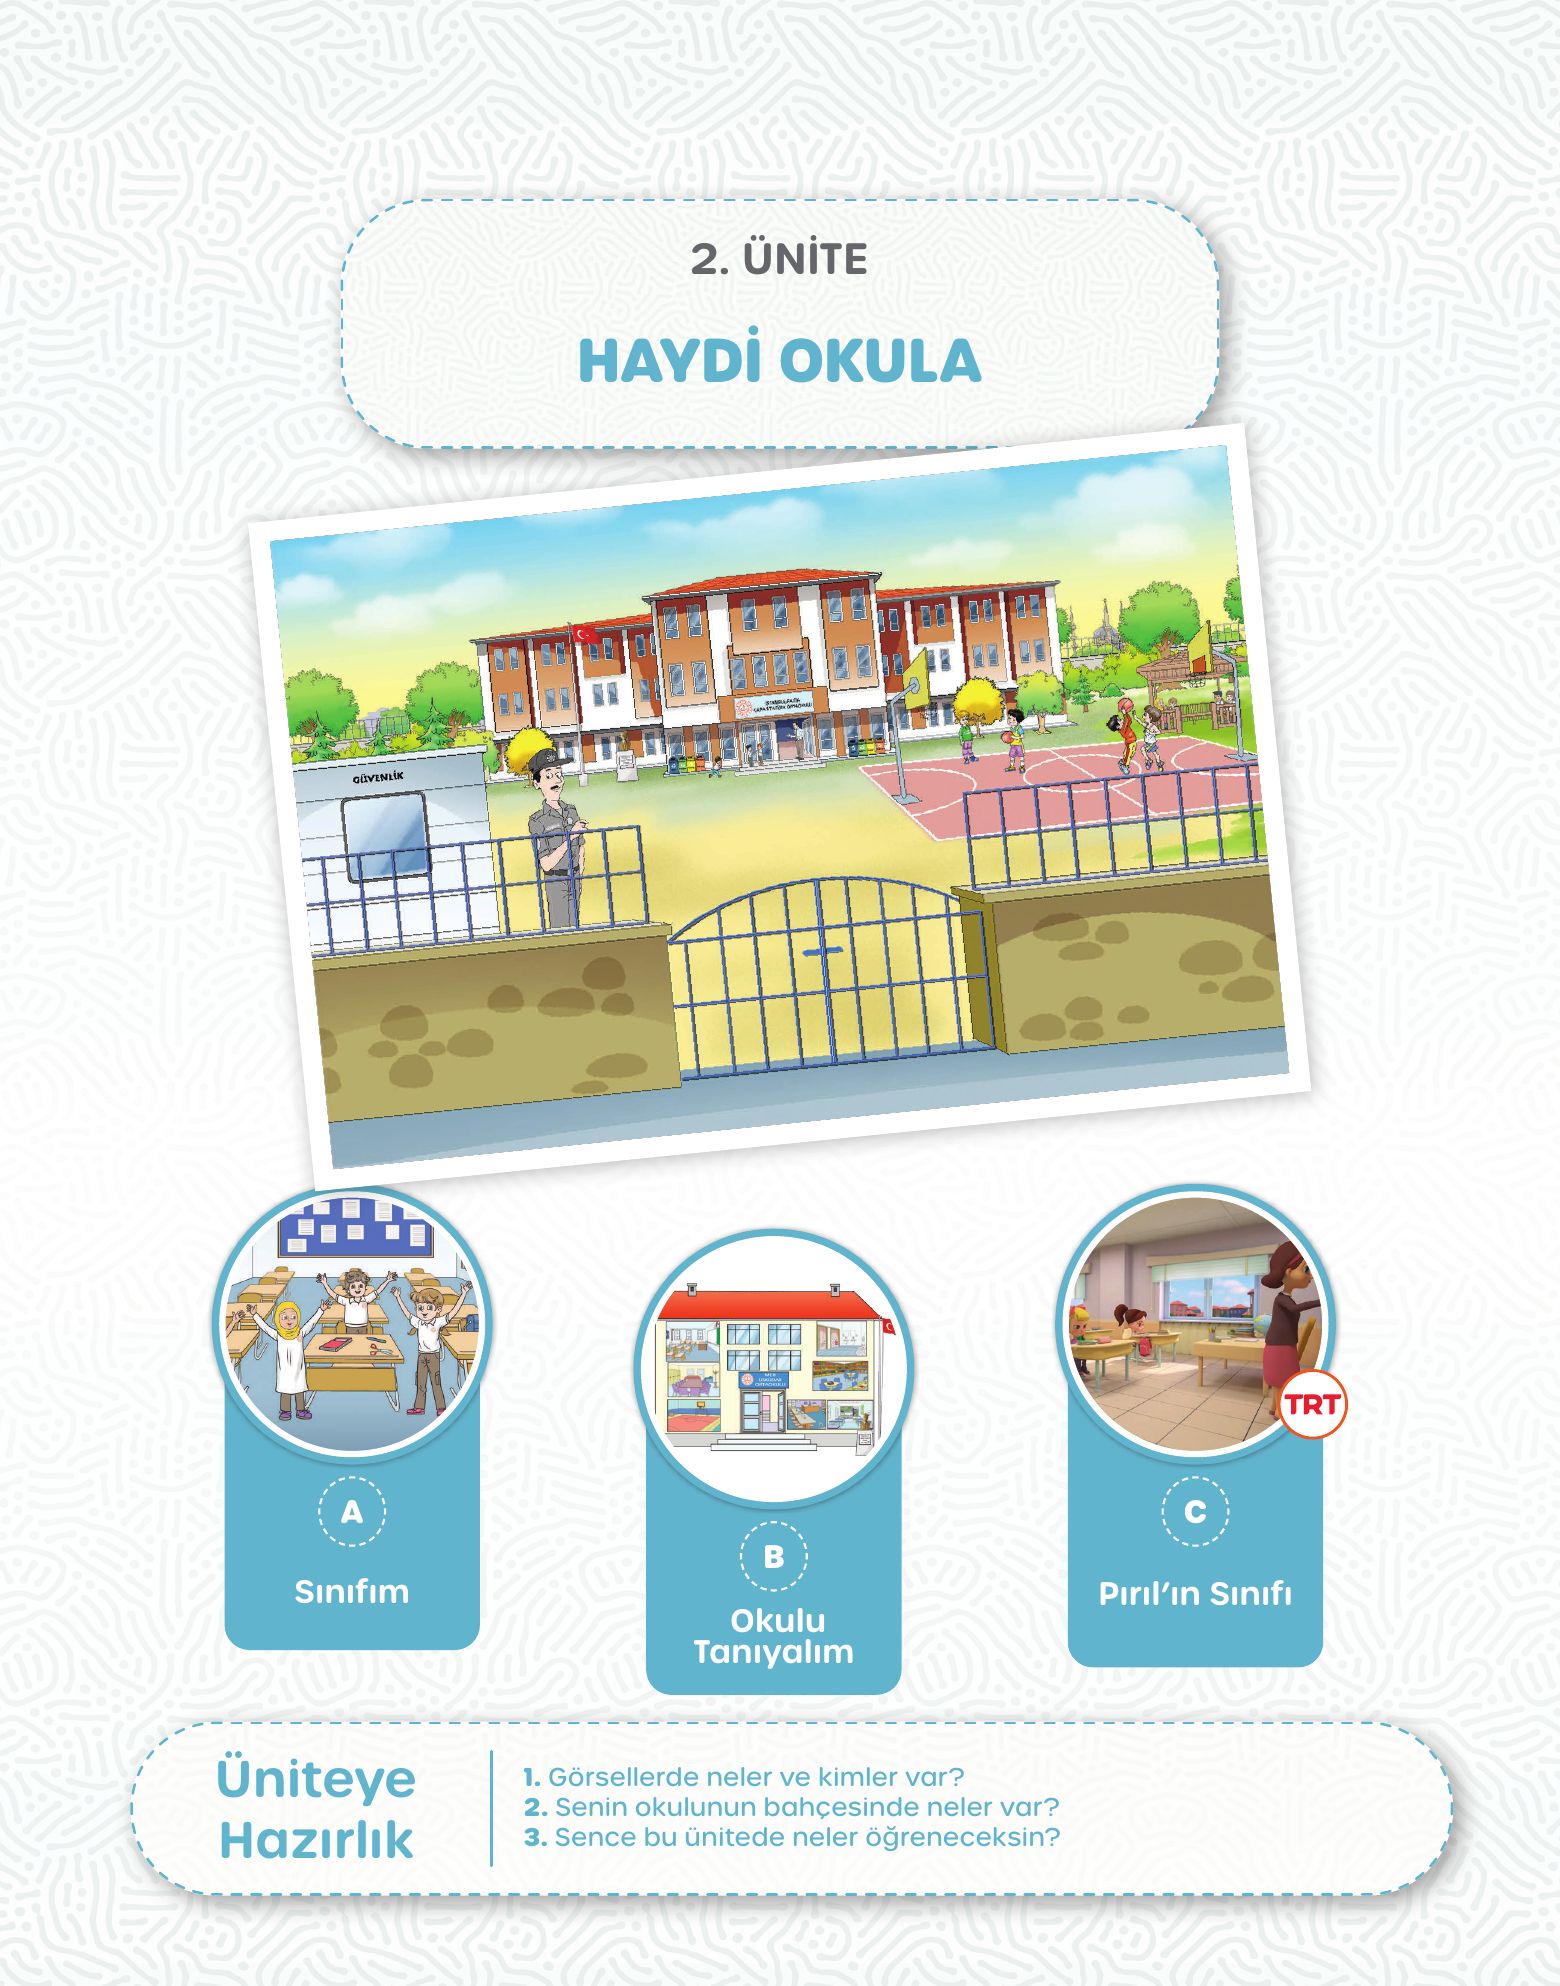 2. ÜNİTE
HAYDİ OKULA
GÜVENLİK
TRT
A
Sınıfım
B
Okulu
Tanıyalım
C
Pırıl’ın Sınıfı
Üniteye
Hazırlık
1. Görsellerde neler ve kimler var?
2. Senin okulunun bahçesinde neler var?
3. Sence bu ünitede neler öğreneceksin?